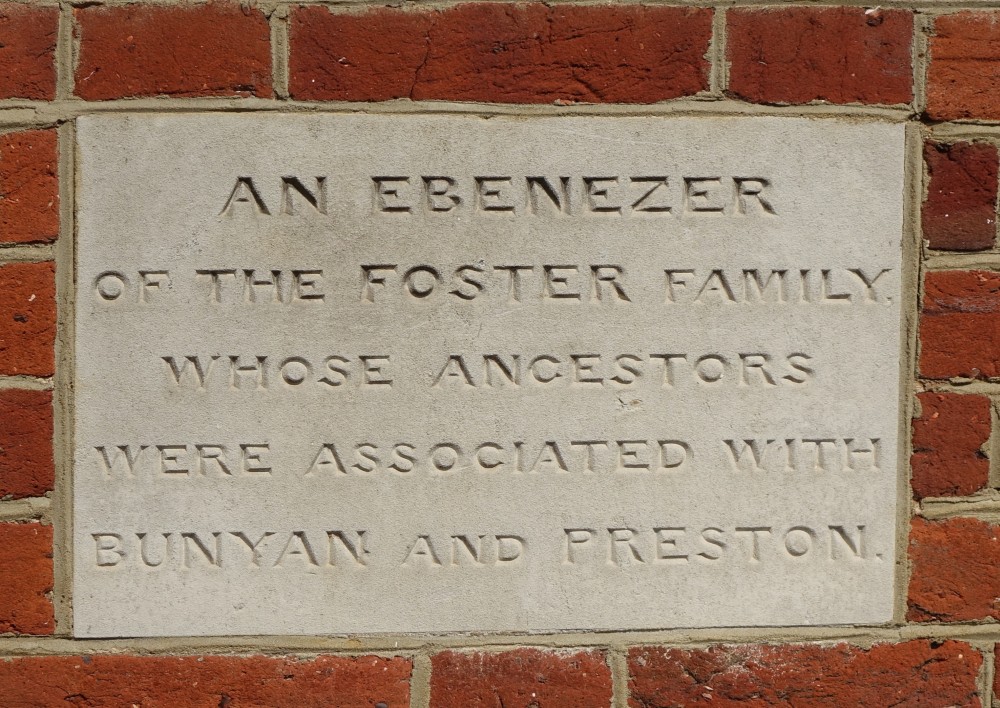 AN EBENEZER
OF THE FOSTER FAMILY,
WHOSE ANCESTORS
WERE ASSOCIATED WITH
BUNYAN AND PRESTON.